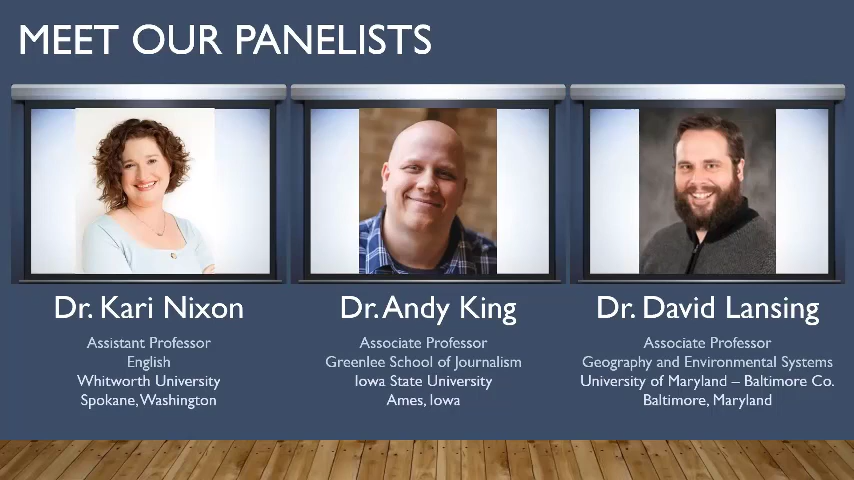 MEET OUR PANELISTS
Dr. Kari Nixon
Assistant Professor
English
Whitworth University
Spokane, Washington
Dr. Andy King
Associate Professor
Greenlee School of Journalism
Iowa State University
Ames, Iowa
Dr. David Lansing
Associate Professor
Geography and Environmental Systems
University of Maryland – Baltimore Co.
Baltimore, Maryland